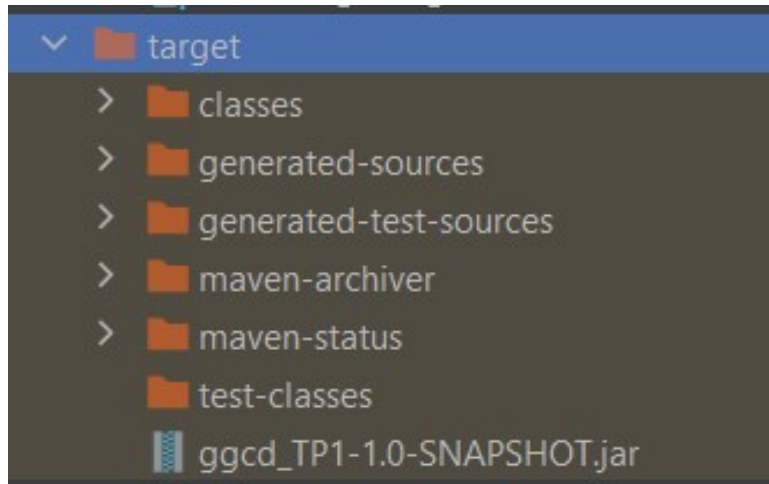 target
classes
generated-sources
generated-test-sources
maven-archiver
maven-status
test-classes
ggcd_TP1-1.0-SNAPSHOT.jar